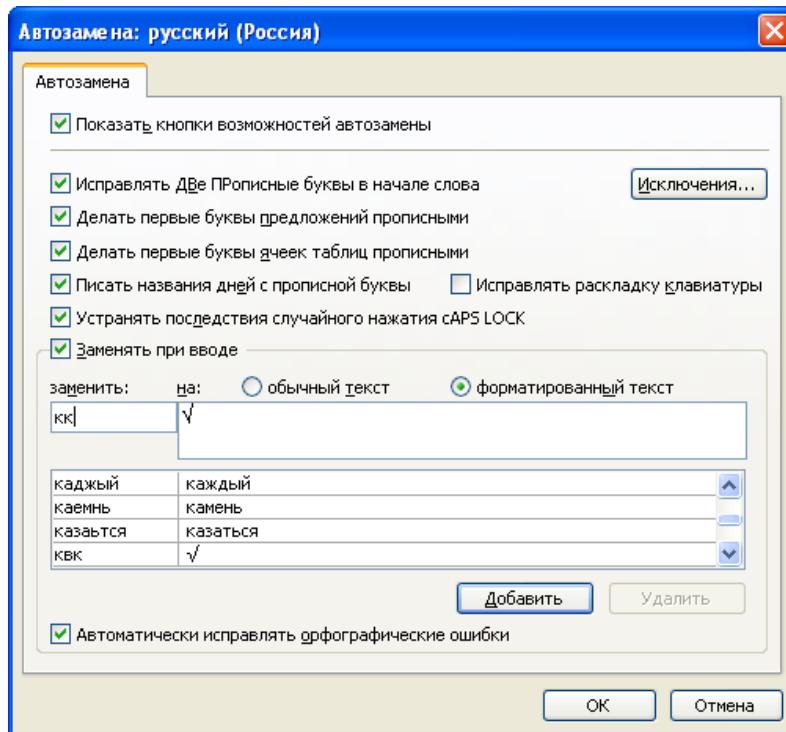 Автозамена: русский (Россия)
Автозамена
Показать кнопки возможностей автозамены
Исправлять ДВе ПРописные буквы в начале слова Исключения...
Делать первые буквы предложений прописными
Делать первые буквы ячеек таблиц прописными
Писать названия дней с прописной буквы Исправлять раскладку клавиатуры
Устранять последствия случайного нажатия cAPS LOCK
Заменять при вводе
заменить: на: обычный текст форматированный текст
кк √
каджый каждый
каемнь камень
казаьтся казаться
квк √
Добавить Удалить
Автоматически исправлять орфографические ошибки
ОК Отмена